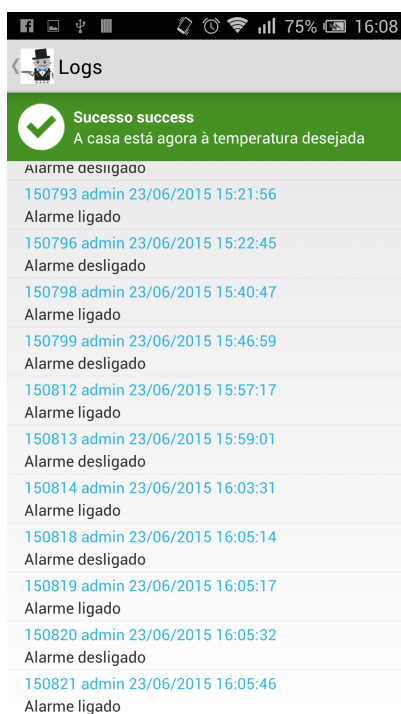 75% 16:08
Logs
Sucesso success
A casa está agora à temperatura desejada
Alarme desligado
150793 admin 23/06/2015 15:21:56
Alarme ligado
150796 admin 23/06/2015 15:22:45
Alarme desligado
150798 admin 23/06/2015 15:40:47
Alarme ligado
150799 admin 23/06/2015 15:46:59
Alarme desligado
150812 admin 23/06/2015 15:57:17
Alarme ligado
150813 admin 23/06/2015 15:59:01
Alarme desligado
150814 admin 23/06/2015 16:03:31
Alarme ligado
150818 admin 23/06/2015 16:05:14
Alarme desligado
150819 admin 23/06/2015 16:05:17
Alarme ligado
150820 admin 23/06/2015 16:05:32
Alarme desligado
150821 admin 23/06/2015 16:05:46
Alarme ligado